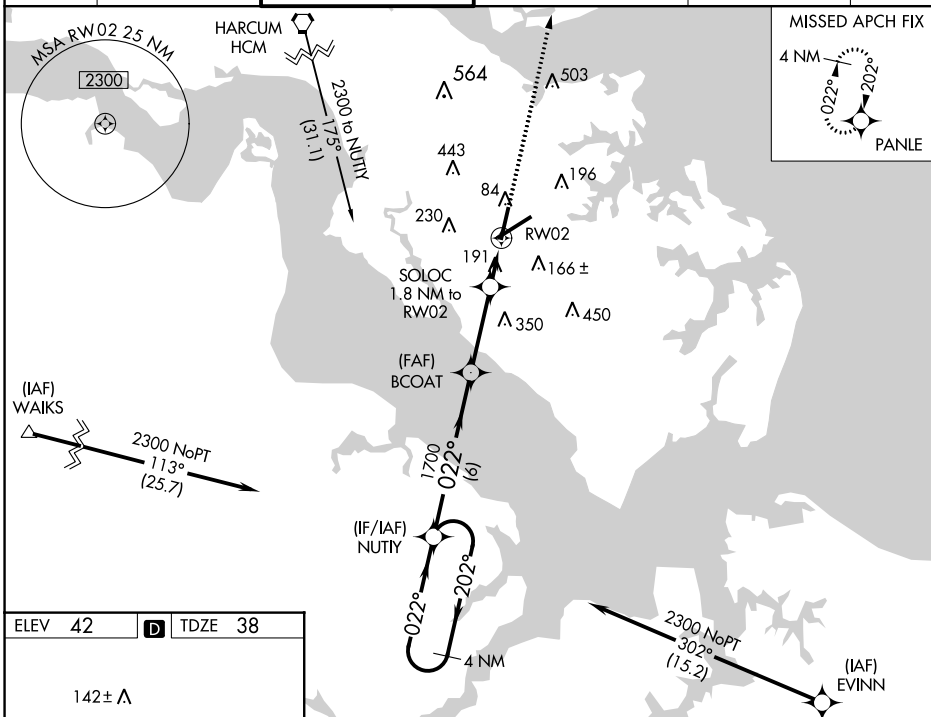 MSA RW02 25 NM
2300
HARCUM
HCM
2300 to NUTIY
175°
(31.1)
564
503
443
196
84
230
RW02
191
166 ±
SOLOC
1.8 NM to
RW02
350
450
(FAF)
BCOAT
MISSED APCH FIX
4 NM
022°
202°
PANLE
(IAF)
WAIKS
2300 NoPT
113°
(25.7)
1700
022°
(6)
(IF/IAF)
NUTIY
022°
202°
4 NM
2300 NoPT
302°
(15.2)
(IAF)
EVINN
ELEV 42 D TDZE 38
142±